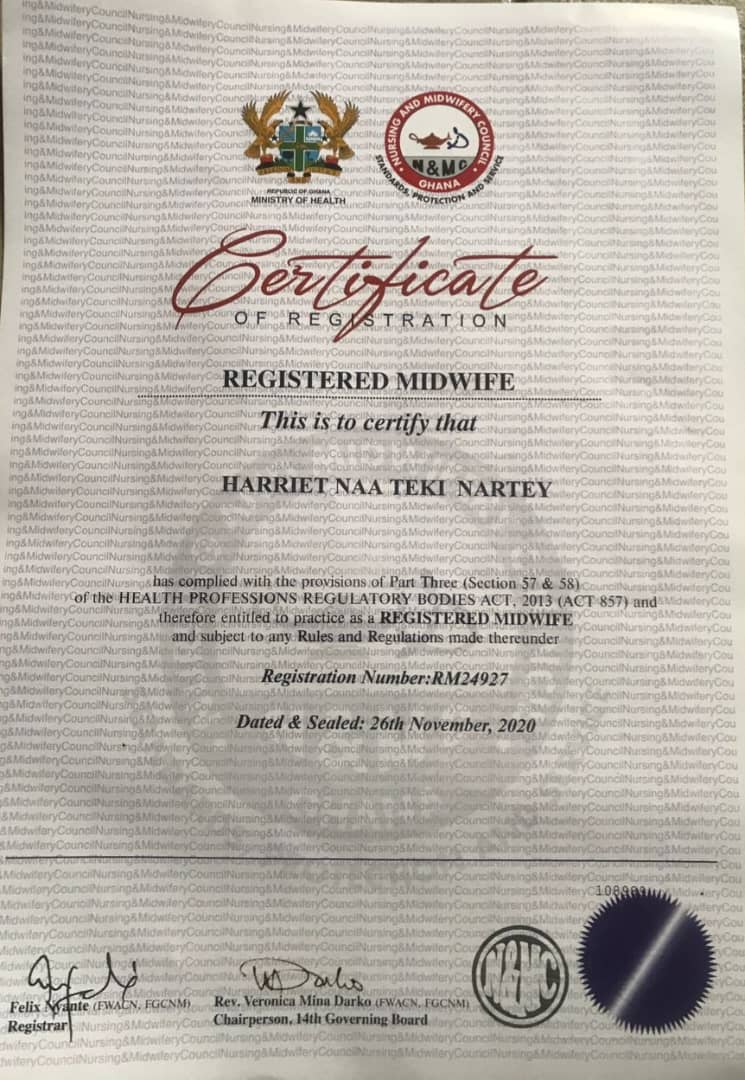 REPUBLIC OF GHANA
MINISTRY OF HEALTH
NURSING AND MIDWIFERY COUNCIL
N&MC
GHANA
STANDARDS, PROTECTION AND SERVICE
Certificate
OF REGISTRATION
REGISTERED MIDWIFE
This is to certify that
HARRIET NAA TEKI NARTEY
has complied with the provisions of Part Three (Section 57 & 58)
of the HEALTH PROFESSIONS REGULATORY BODIES ACT, 2013 (ACT 857) and
therefore entitled to practice as a REGISTERED MIDWIFE
and subject to any Rules and Regulations made thereunder
Registration Number:RM24927
Dated & Sealed: 26th November, 2020
Felix Nyante (FWACN, FGCNM)
Registrar
Rev. Veronica Mina Darko (FWACN, FGCNM)
Chairperson, 14th Governing Board
N&MC